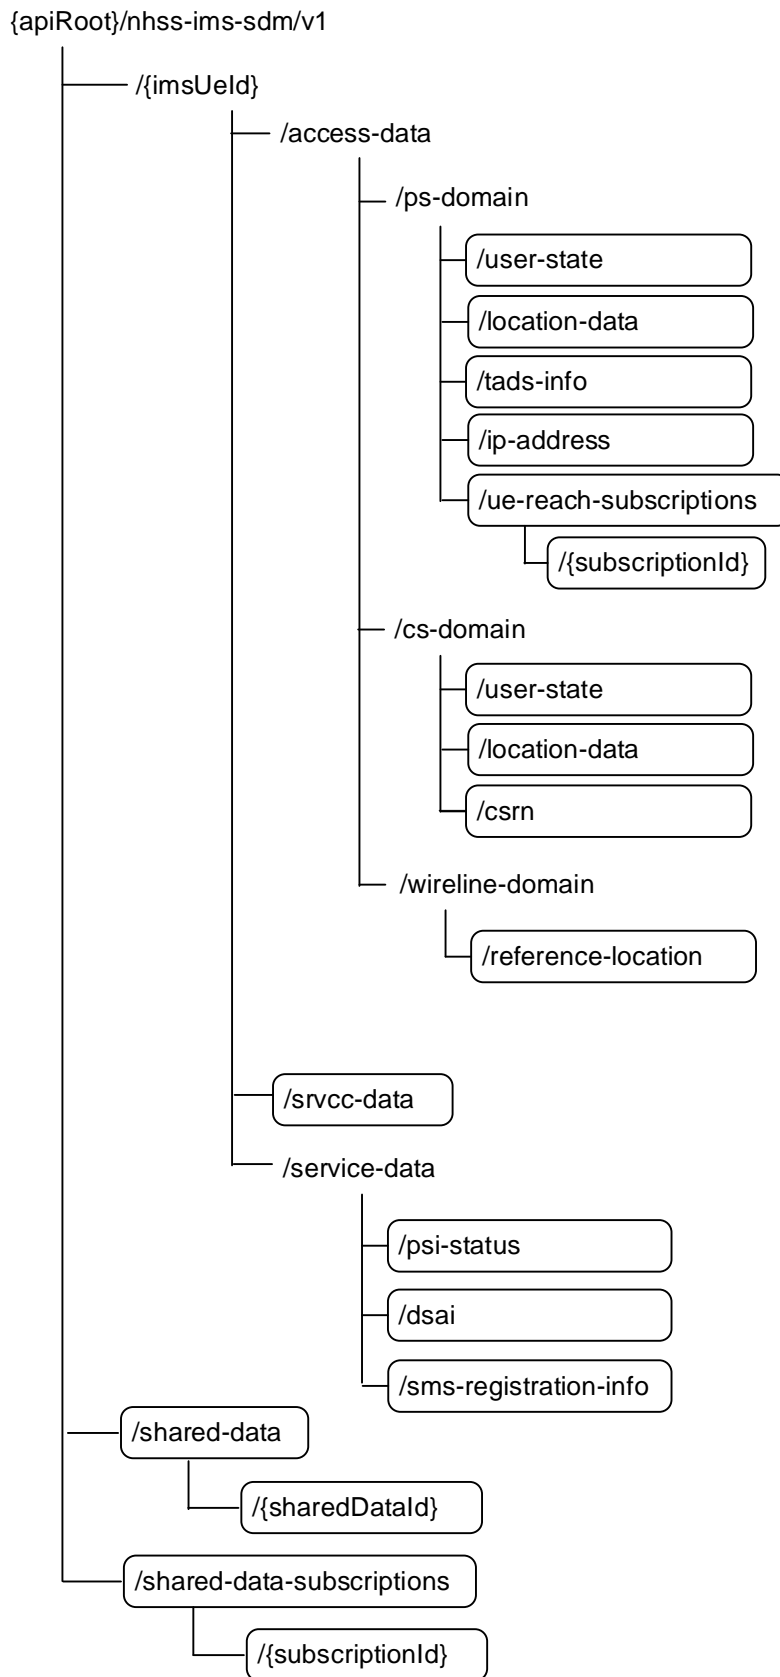 {apiRoot}/nhss-ims-sdm/v1
/{imsUeId}
/access-data
/ps-domain
/user-state
/location-data
/tads-info
/ip-address
/ue-reach-subscriptions
/{subscriptionId}
/cs-domain
/user-state
/location-data
/csrn
/wireline-domain
/reference-location
/srvcc-data
/service-data
/psi-status
/dsai
/sms-registration-info
/shared-data
/{sharedDataId}
/shared-data-subscriptions
/{subscriptionId}